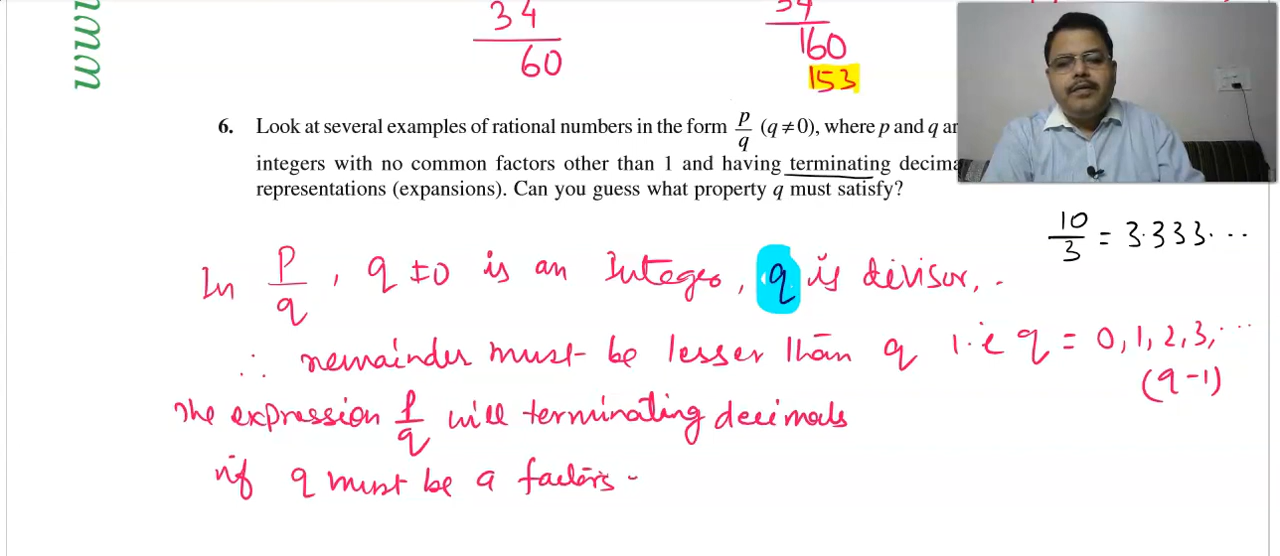 www
34
60
34
160
153
6. Look at several examples of rational numbers in the form p/q (q ≠ 0), where p and q ar
integers with no common factors other than 1 and having terminating decima
representations (expansions). Can you guess what property q must satisfy?
10/3 = 3.333...
In p/q, q ≠ 0 is an Integer, q is divisor,.
∴ remainder must be lesser than q i.e q = 0, 1, 2, 3, ...
(q-1)
The expression p/q will terminating decimals
if q must be a factors -